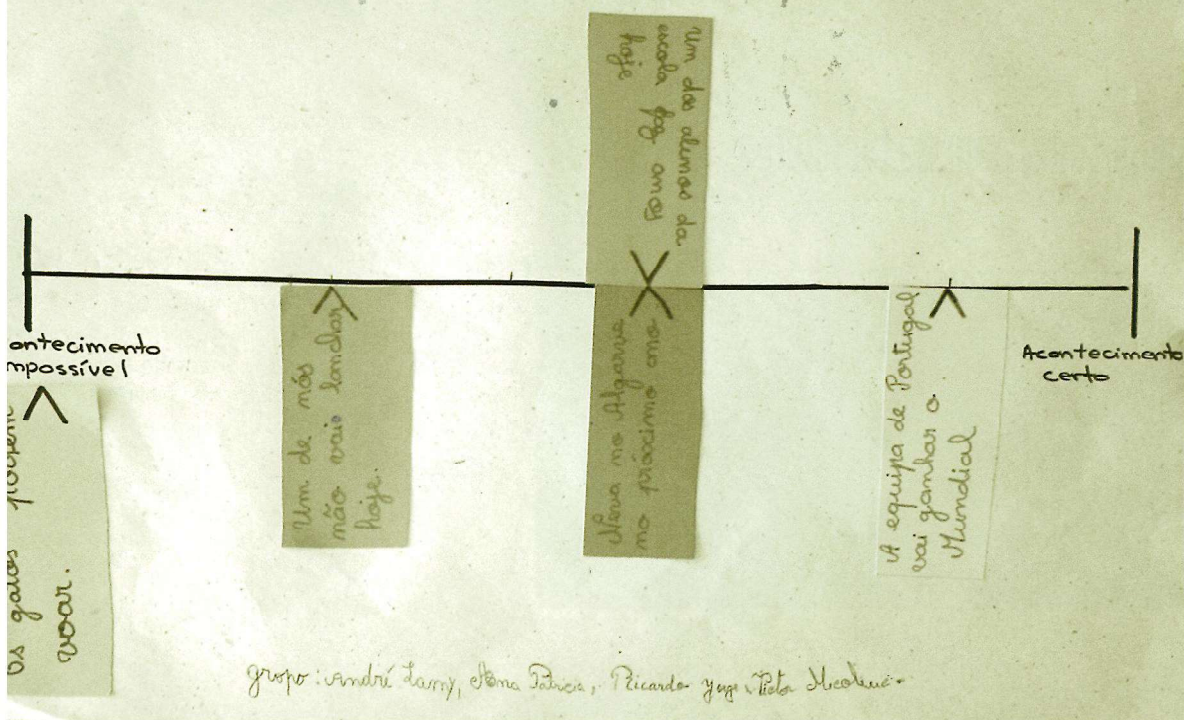 Um dos alunos da
escola faz anos
hoje
ontecimento
mpossível
Os gatos podem
voar.
Um de nós
não vai lanchar
hoje.
Neva no Algarve
no próximo ano
A equipa de Portugal
vai ganhar o
Mundial
Acontecimento
certo
grupo: André Lamy, Ana Patrícia, Ricardo Jorge